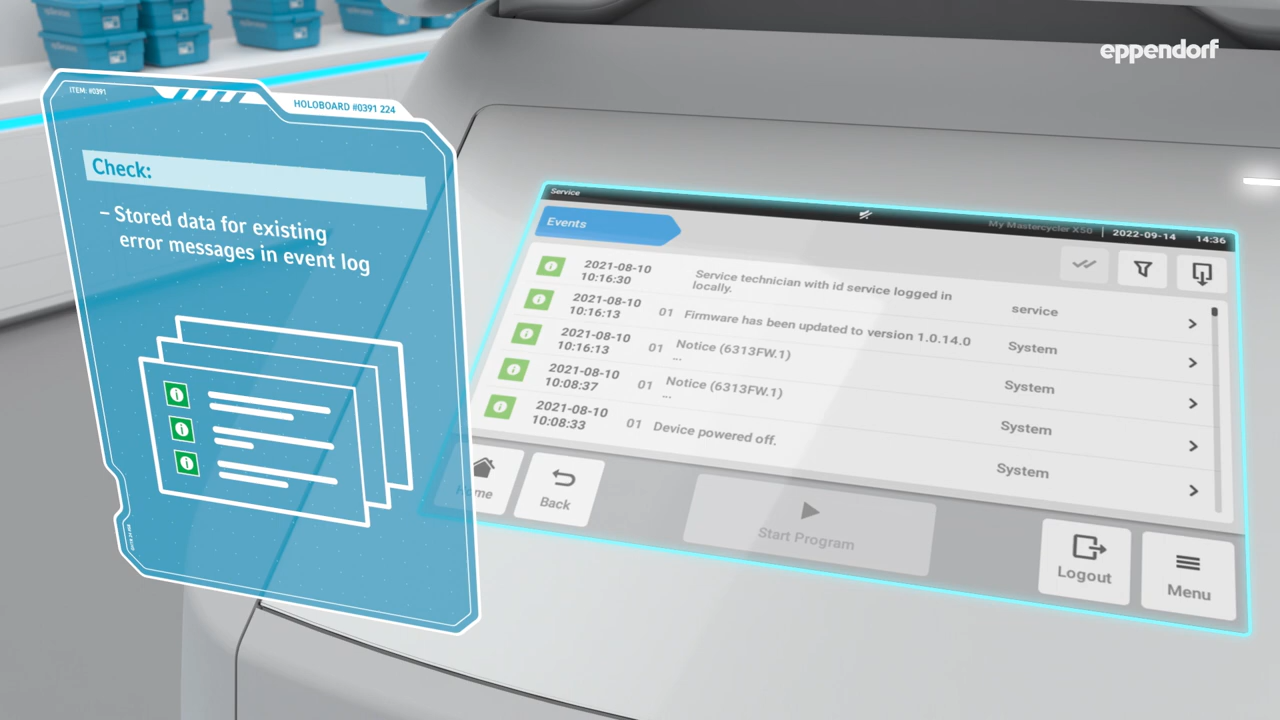 eppendorf
ITEM: #0391
HOLOBOARD #0391 224
Check:
– Stored data for existing
error messages in event log
Service
My Mastercycler X50 | 2022-09-14 14:36
Events
2021-08-10
10:16:30
Service technician with id service logged in
locally.
service
2021-08-10
10:16:13
01 Firmware has been updated to version 1.0.14.0
System
2021-08-10
10:16:13
01 Notice (6313FW.1)
...
System
2021-08-10
10:08:37
01 Notice (6313FW.1)
...
System
2021-08-10
10:08:33
01 Device powered off.
System
Home
Back
Start Program
Logout
Menu